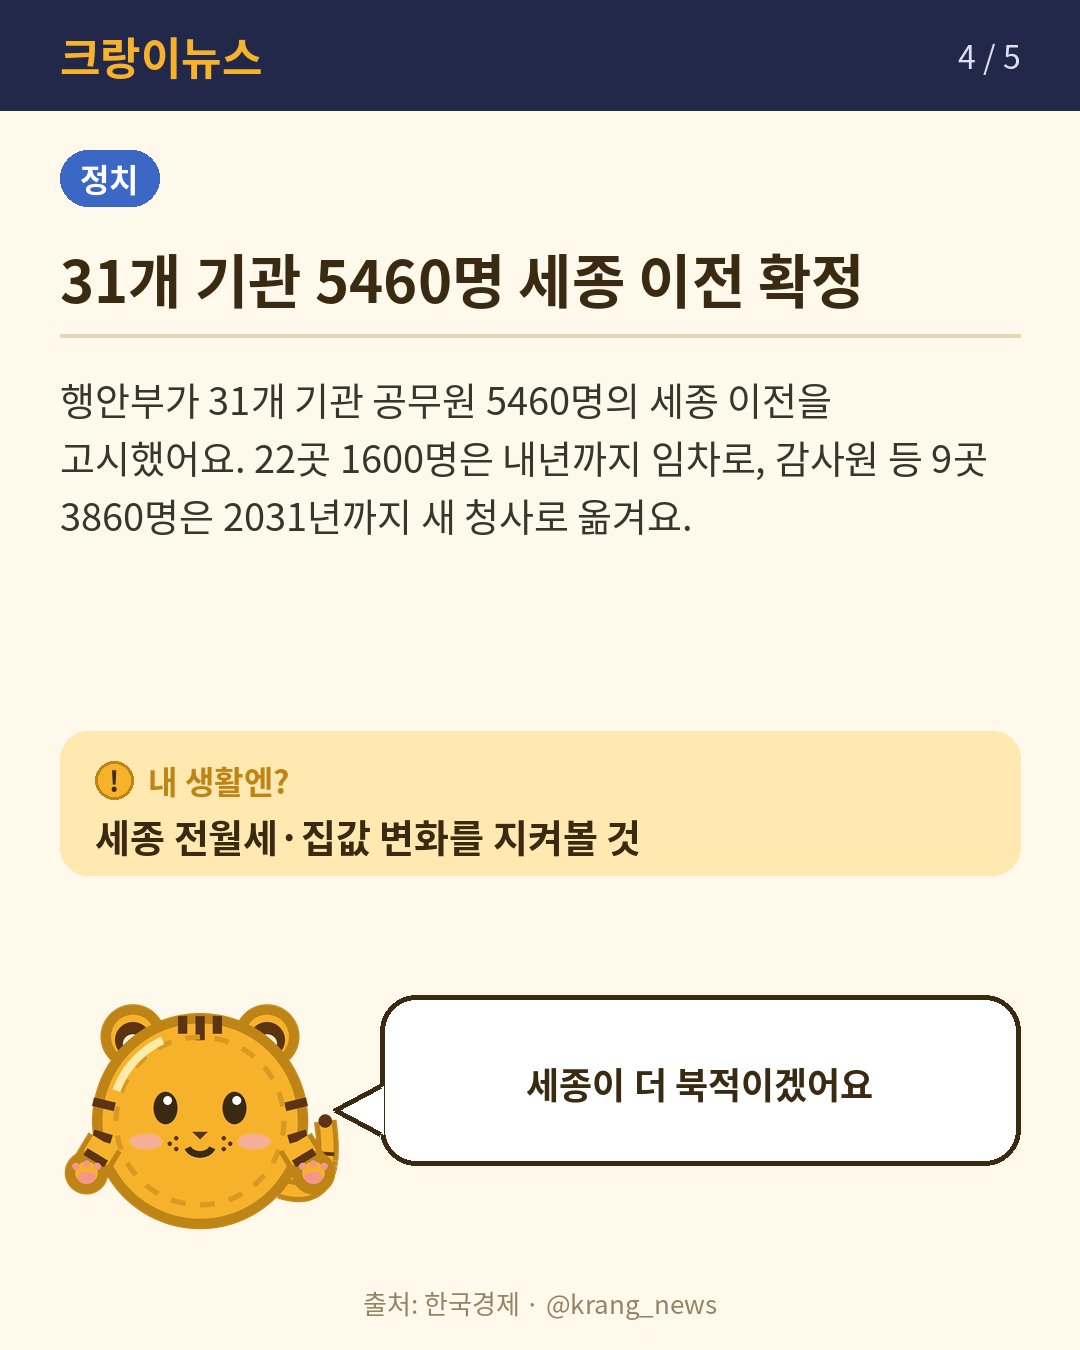 크랑이뉴스
4 / 5
정치
31개 기관 5460명 세종 이전 확정
행안부가 31개 기관 공무원 5460명의 세종 이전을
고시했어요. 22곳 1600명은 내년까지 임차로, 감사원 등 9곳
3860명은 2031년까지 새 청사로 옮겨요.
! 내 생활엔?
세종 전월세·집값 변화를 지켜볼 것
세종이 더 북적이겠어요
출처: 한국경제 · @krang_news